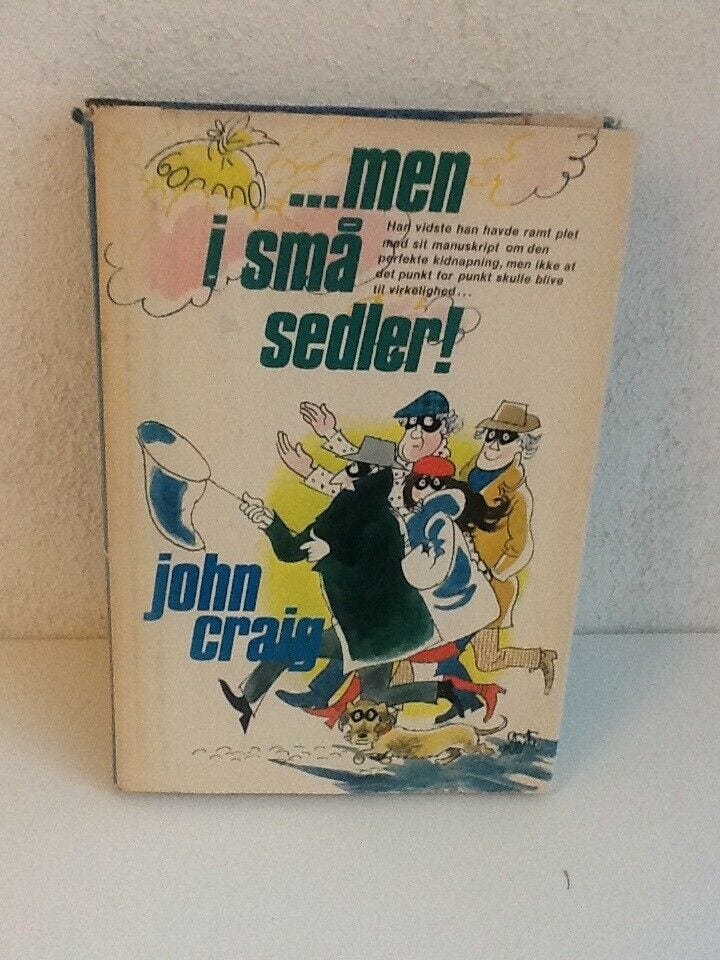 600000
...men
i små
sedler!
Han vidste han havde ramt plet
med sit manuskript om den
perfekte kidnapning, men ikke at
det punkt for punkt skulle blive
til virkelighed...
john
craig